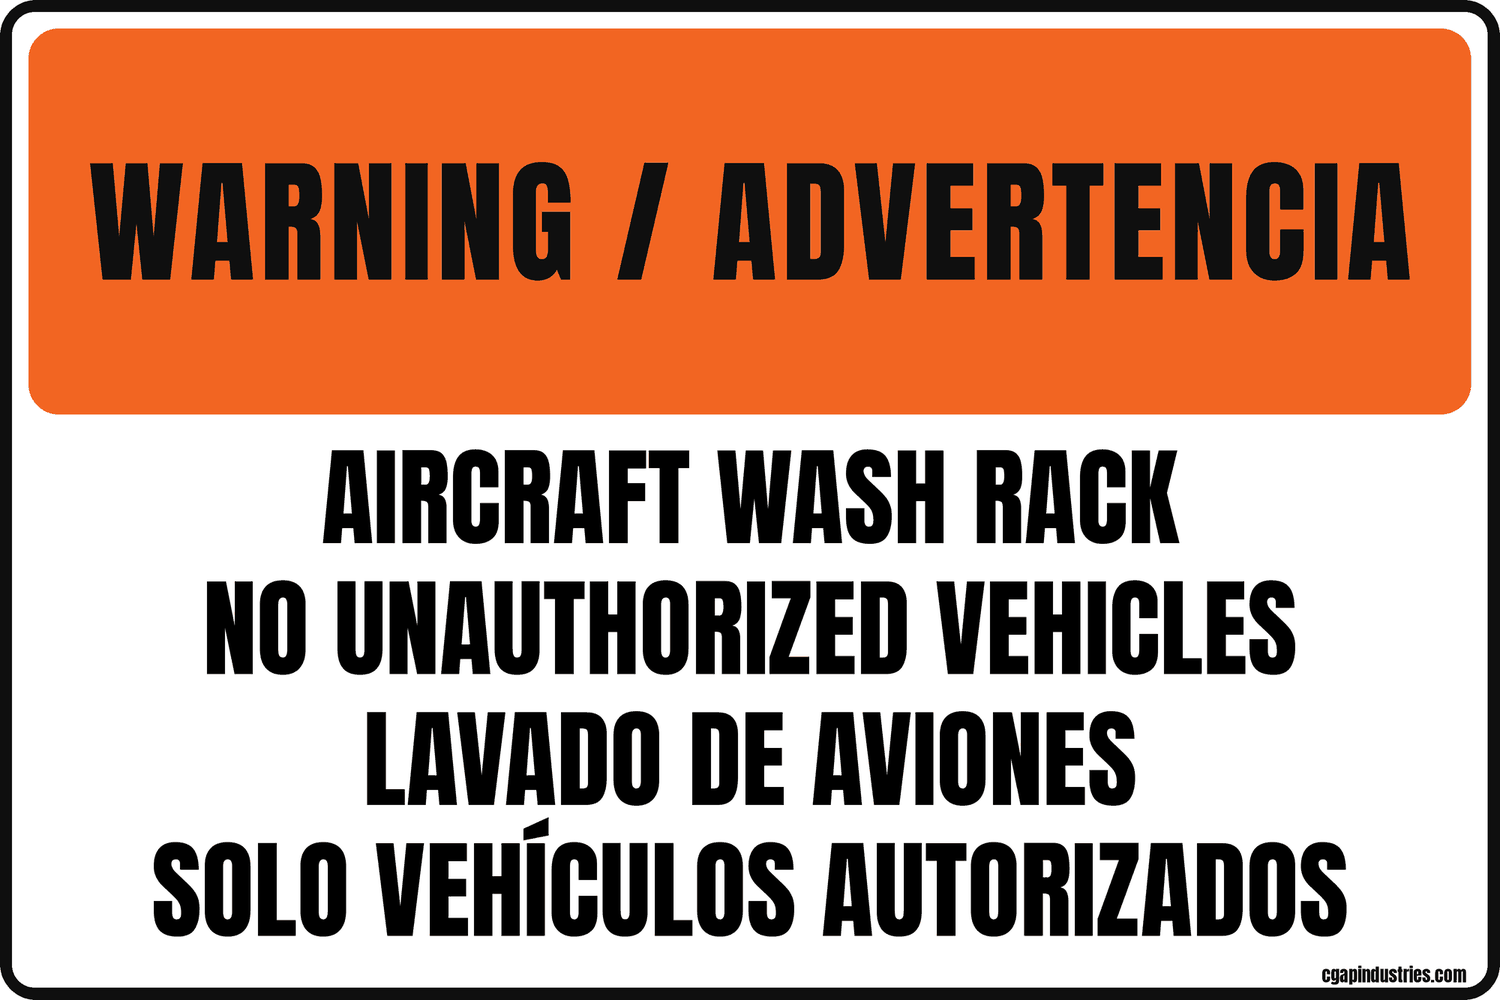 WARNING / ADVERTENCIA
AIRCRAFT WASH RACK
NO UNAUTHORIZED VEHICLES
LAVADO DE AVIONES
SOLO VEHÍCULOS AUTORIZADOS
cgapindustries.com